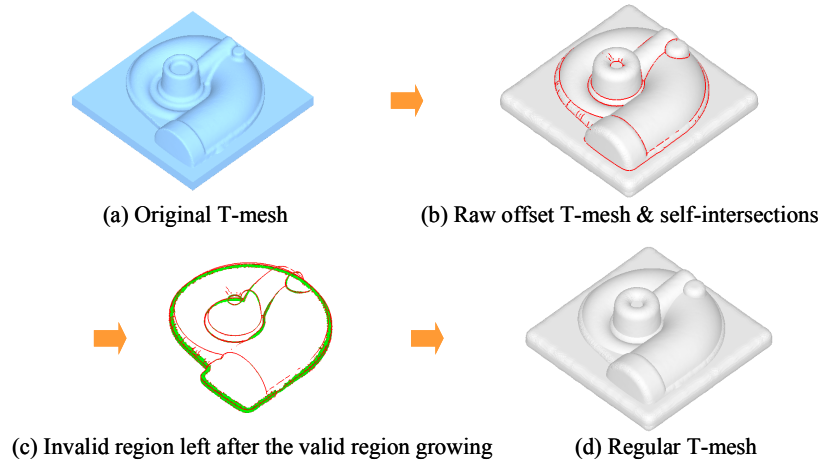 (a) Original T-mesh
(b) Raw offset T-mesh & self-intersections
(c) Invalid region left after the valid region growing
(d) Regular T-mesh